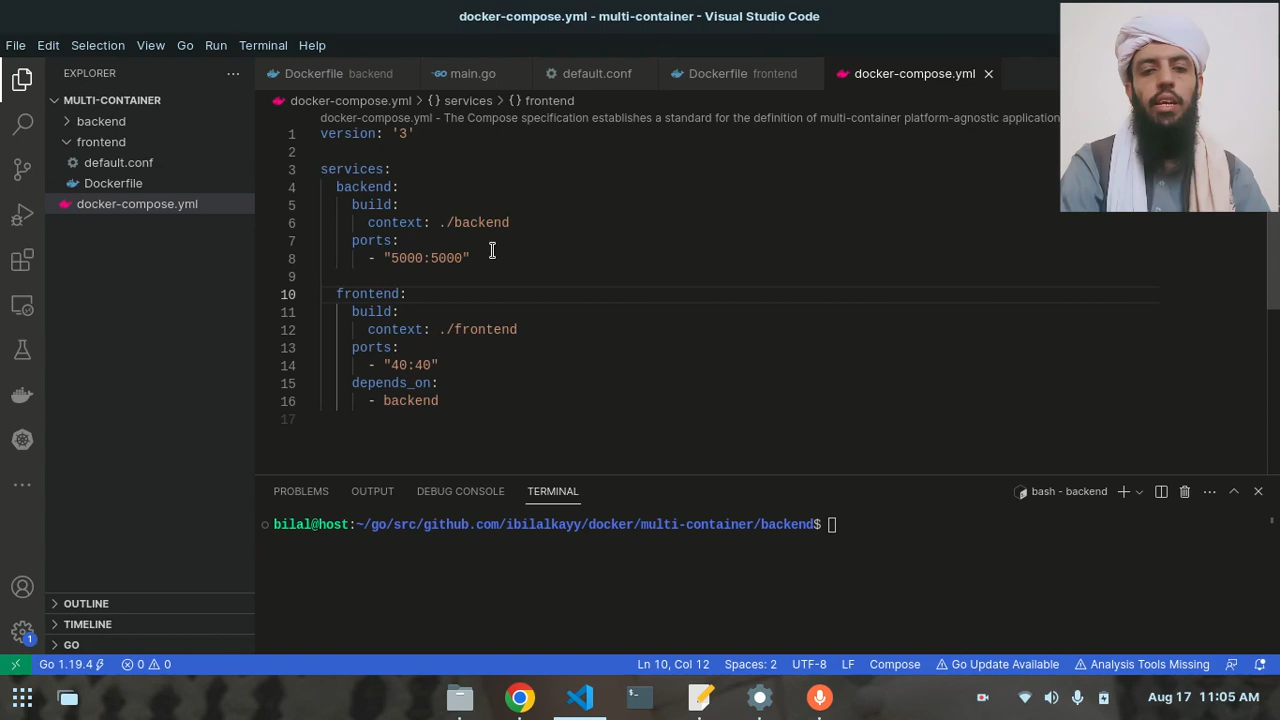 docker-compose.yml - multi-container - Visual Studio Code
File Edit Selection View Go Run Terminal Help
EXPLORER
Dockerfile backend
main.go
default.conf
Dockerfile frontend
docker-compose.yml
MULTI-CONTAINER
backend
frontend
default.conf
Dockerfile
docker-compose.yml
docker-compose.yml > {} services > {} frontend
docker-compose.yml - The Compose specification establishes a standard for the definition of multi-container platform-agnostic application
1 version: '3'
2
3 services:
4 backend:
5 build:
6 context: ./backend
7 ports:
8 - "5000:5000"
9
10 frontend:
11 build:
12 context: ./frontend
13 ports:
14 - "40:40"
15 depends_on:
16 - backend
17
PROBLEMS OUTPUT DEBUG CONSOLE TERMINAL
bash - backend
bilal@host:~/go/src/github.com/ibilalkayy/docker/multi-container/backend$
OUTLINE
TIMELINE
GO
1
Go 1.19.4 0 0 Ln 10, Col 12 Spaces: 2 UTF-8 LF Compose Go Update Available Analysis Tools Missing
Aug 17 11:05 AM